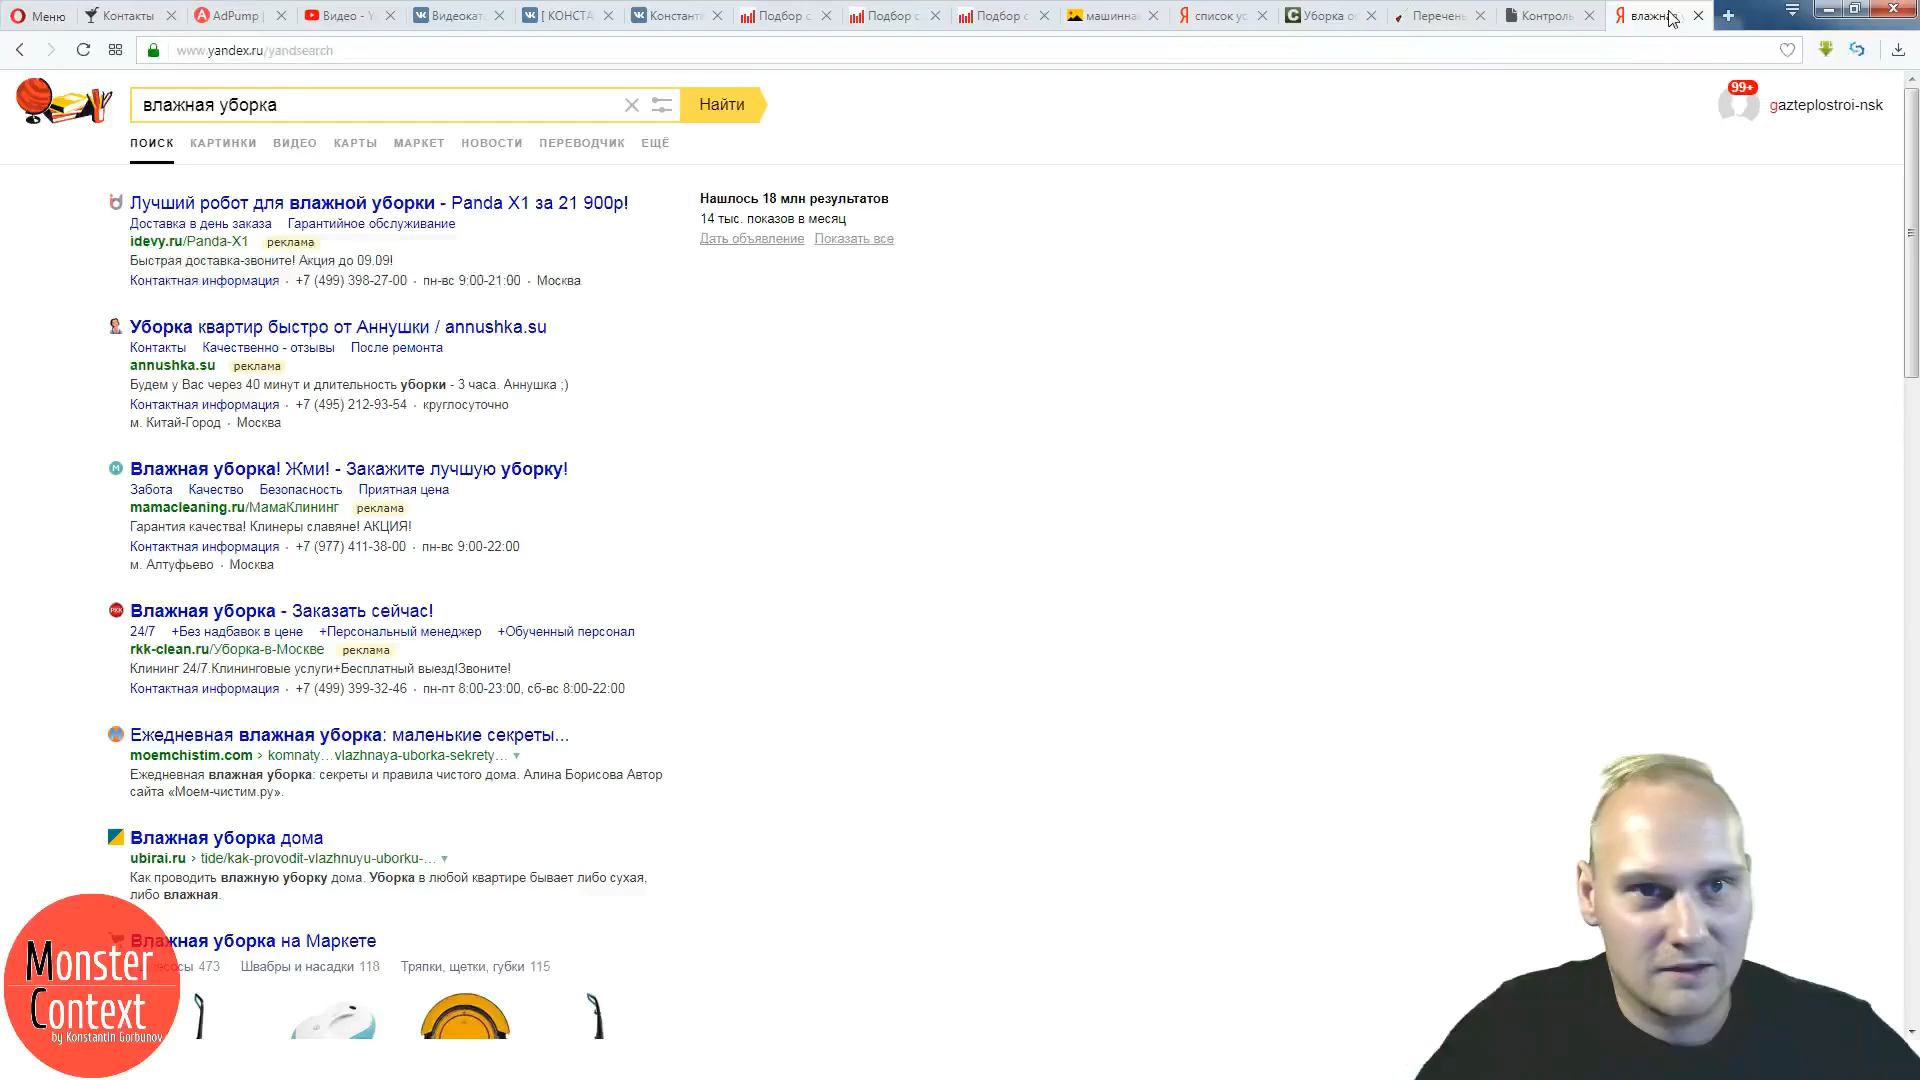 Меню
Контакты
AdPump
Видео - Y
Видеокат
[ КОНСТА
Константи
Подбор с
Подбор с
Подбор с
машинна
список ус
Уборка о
Перечень
Контроль
влажна
www.yandex.ru/yandsearch
влажная уборка
Найти
99+
gazteplostroi-nsk
ПОИСК КАРТИНКИ ВИДЕО КАРТЫ МАРКЕТ НОВОСТИ ПЕРЕВОДЧИК ЕЩЁ
Лучший робот для влажной уборки - Panda X1 за 21 900р!
Доставка в день заказа Гарантийное обслуживание
idevy.ru/Panda-X1 реклама
Быстрая доставка-звоните! Акция до 09.09!
Контактная информация · +7 (499) 398-27-00 · пн-вс 9:00-21:00 · Москва
Нашлось 18 млн результатов
14 тыс. показов в месяц
Дать объявление Показать все
Уборка квартир быстро от Аннушки / annushka.su
Контакты Качественно - отзывы После ремонта
annushka.su реклама
Будем у Вас через 40 минут и длительность уборки - 3 часа. Аннушка ;)
Контактная информация · +7 (495) 212-93-54 · круглосуточно
м. Китай-Город · Москва
Влажная уборка! Жми! - Закажите лучшую уборку!
Забота Качество Безопасность Приятная цена
mamacleaning.ru/МамаКлининг реклама
Гарантия качества! Клинеры славяне! АКЦИЯ!
Контактная информация · +7 (977) 411-38-00 · пн-вс 9:00-22:00
м. Алтуфьево · Москва
Влажная уборка - Заказать сейчас!
24/7 +Без надбавок в цене +Персональный менеджер +Обученный персонал
rkk-clean.ru/Уборка-в-Москве реклама
Клининг 24/7.Клининговые услуги+Бесплатный выезд!Звоните!
Контактная информация · +7 (499) 399-32-46 · пн-пт 8:00-23:00, сб-вс 8:00-22:00
Ежедневная влажная уборка: маленькие секреты...
moemchistim.com › komnaty…vlazhnaya-uborka-sekrety…
Ежедневная влажная уборка: секреты и правила чистого дома. Алина Борисова Автор
сайта «Моем-чистим.ру».
Влажная уборка дома
ubirai.ru › tide/kak-provodit-vlazhnuyu-uborku-…
Как проводить влажную уборку дома. Уборка в любой квартире бывает либо сухая,
либо влажная.
Влажная уборка на Маркете
473 Швабры и насадки 118 Тряпки, щетки, губки 115
Monster
Context
by Konstantin Gorbunov